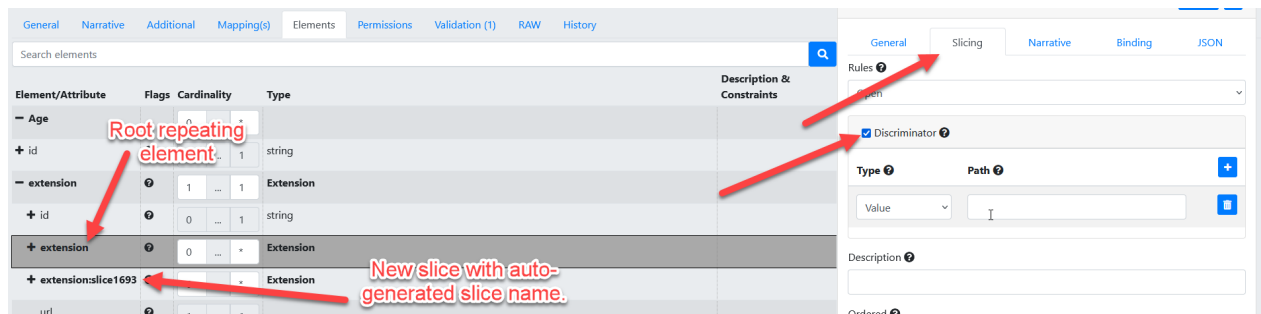 General Narrative Additional Mapping(s) Elements Permissions Validation (1) RAW History
Search elements
Element/Attribute Flags Cardinality Type Description &
Constraints
Age
id 1 string
extension 1 ... 1 Extension
id 0 ... 1 string
extension 0 ... * Extension
extension:slice1693 * Extension
url
Root repeating
element
New slice with auto-
generated slice name.
General Slicing Narrative Binding JSON
Rules
Open
Discriminator
Type Path
Value
Description
Ordered